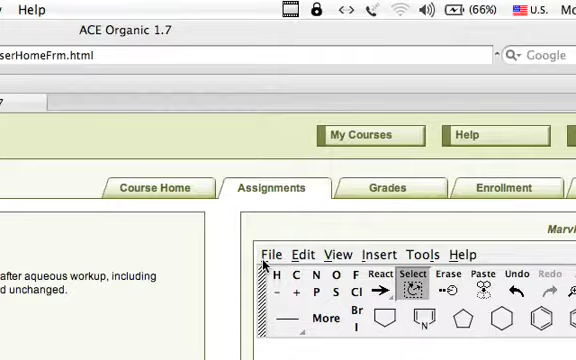 Help
(66%)
U.S.
ACE Organic 1.7
serHomeFrm.html
Google
7
My Courses
Help
Course Home
Assignments
Grades
Enrollment
after aqueous workup, including
d unchanged.
File Edit View Insert Tools Help
H C N O F React Select Erase Paste Undo Redo
- + P S Cl
More Br
I
N